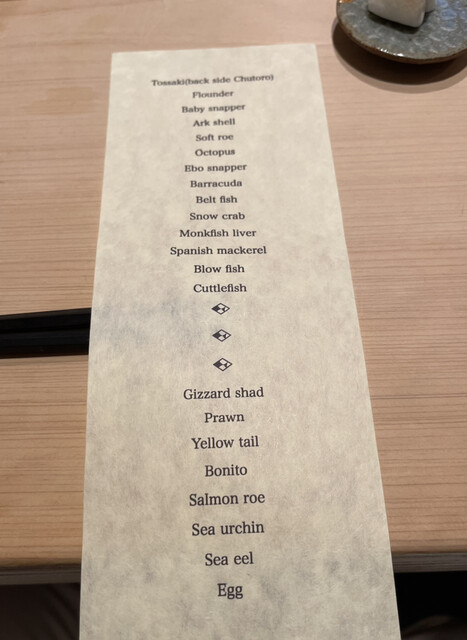 Tossaki(back side Chutoro)
Flounder
Baby snapper
Ark shell
Soft roe
Octopus
Ebo snapper
Barracuda
Belt fish
Snow crab
Monkfish liver
Spanish mackerel
Blow fish
Cuttlefish
Gizzard shad
Prawn
Yellow tail
Bonito
Salmon roe
Sea urchin
Sea eel
Egg